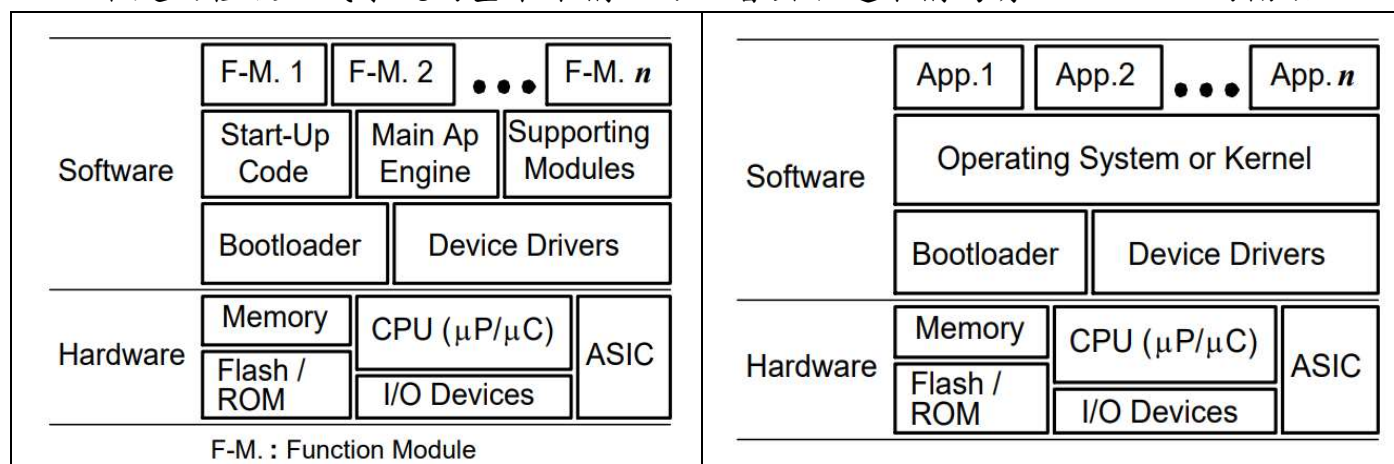 F-M. 1 F-M. 2 ••• F-M. n
Start-Up Code Main Ap Engine Supporting Modules
Software
Bootloader Device Drivers
Memory CPU (μP/μC) ASIC
Hardware
Flash / ROM I/O Devices
F-M. : Function Module
App.1 App.2 ••• App. n
Operating System or Kernel
Software
Bootloader Device Drivers
Memory CPU (μP/μC) ASIC
Hardware
Flash / ROM I/O Devices